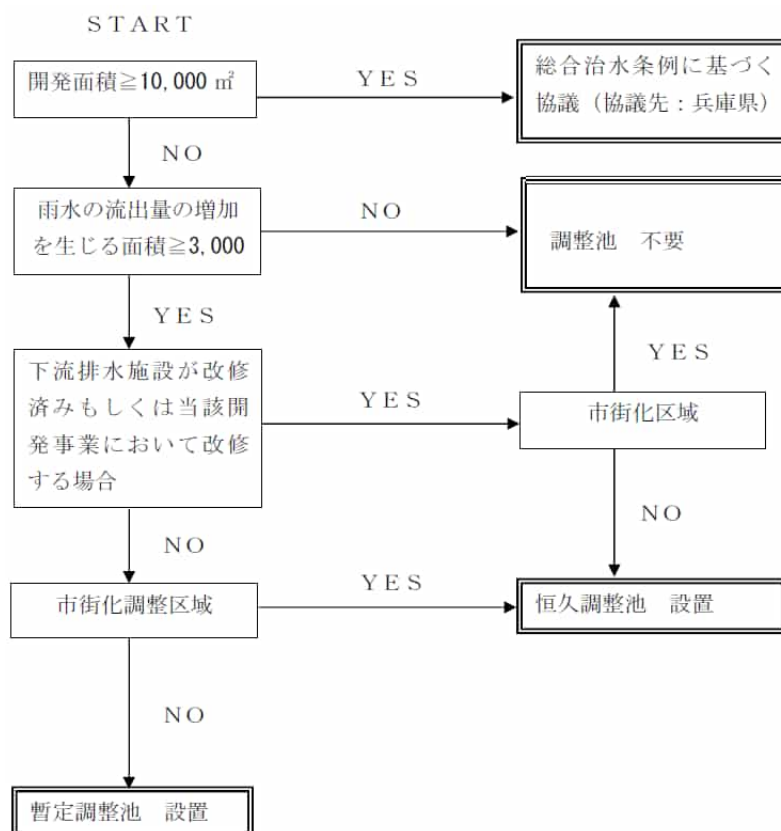 START
開発面積≧10,000 ㎡
YES
総合治水条例に基づく
協議（協議先：兵庫県）
NO
雨水の流出量の増加
を生じる面積≧3,000
NO
調整池 不要
YES
YES
下流排水施設が改修
済みもしくは当該開
発事業において改修
する場合
YES
市街化区域
NO
NO
市街化調整区域
YES
恒久調整池 設置
NO
暫定調整池 設置